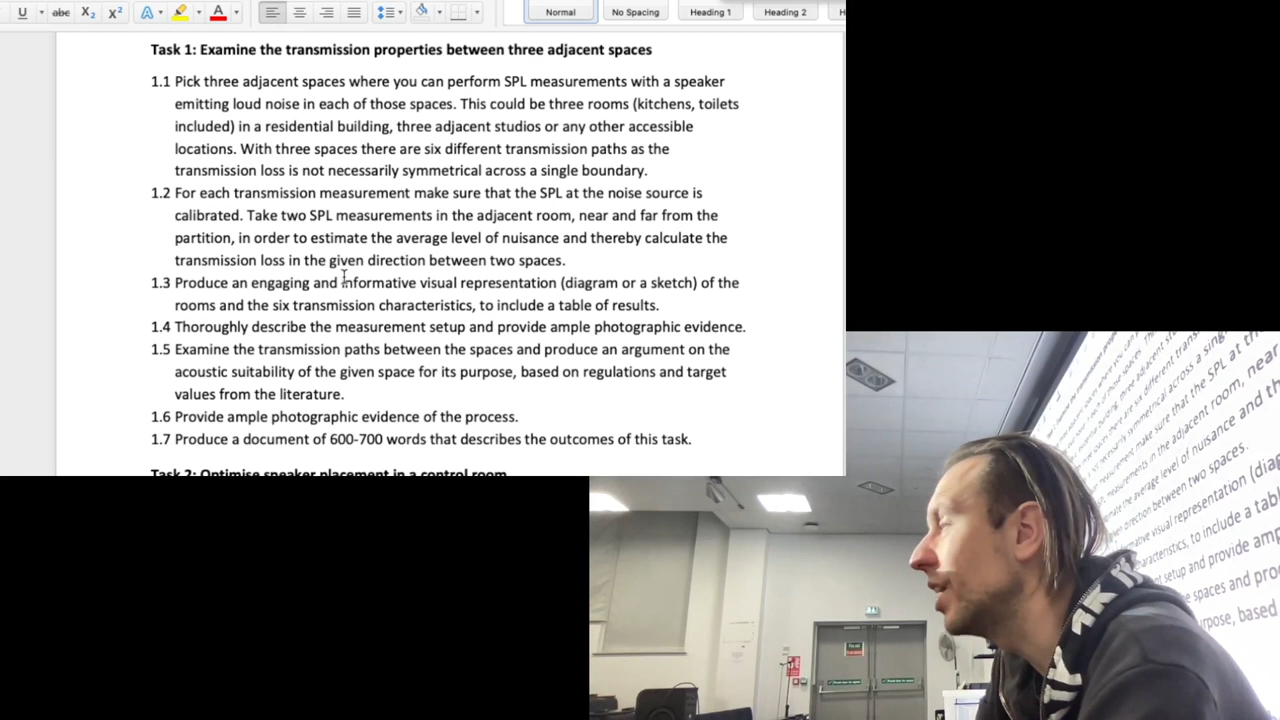 U abc X2 X2 A A
Normal No Spacing Heading 1 Heading 2 H
Task 1: Examine the transmission properties between three adjacent spaces
1.1 Pick three adjacent spaces where you can perform SPL measurements with a speaker
emitting loud noise in each of those spaces. This could be three rooms (kitchens, toilets
included) in a residential building, three adjacent studios or any other accessible
locations. With three spaces there are six different transmission paths as the
transmission loss is not necessarily symmetrical across a single boundary.
1.2 For each transmission measurement make sure that the SPL at the noise source is
calibrated. Take two SPL measurements in the adjacent room, near and far from the
partition, in order to estimate the average level of nuisance and thereby calculate the
transmission loss in the given direction between two spaces.
1.3 Produce an engaging and informative visual representation (diagram or a sketch) of the
rooms and the six transmission characteristics, to include a table of results.
1.4 Thoroughly describe the measurement setup and provide ample photographic evidence.
1.5 Examine the transmission paths between the spaces and produce an argument on the
acoustic suitability of the given space for its purpose, based on regulations and target
values from the literature.
1.6 Provide ample photographic evidence of the process.
1.7 Produce a document of 600-700 words that describes the outcomes of this task.
Task 2: Optimise speaker placement in a control room